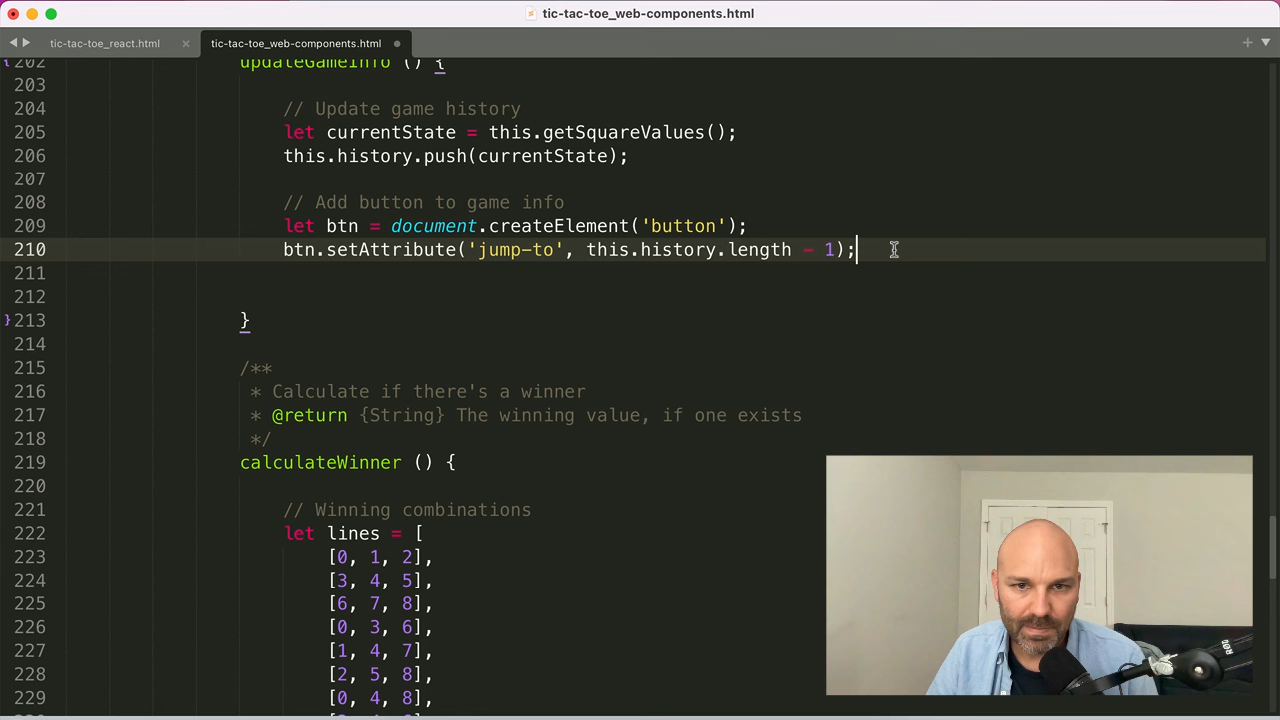 tic-tac-toe_web-components.html
tic-tac-toe_react.html × tic-tac-toe_web-components.html
202 updateGameInfo () {
203
204 // Update game history
205 let currentState = this.getSquareValues();
206 this.history.push(currentState);
207
208 // Add button to game info
209 let btn = document.createElement('button');
210 btn.setAttribute('jump-to', this.history.length - 1);
211
212
213 }
214
215 /**
216 * Calculate if there's a winner
217 * @return {String} The winning value, if one exists
218 */
219 calculateWinner () {
220
221 // Winning combinations
222 let lines = [
223 [0, 1, 2],
224 [3, 4, 5],
225 [6, 7, 8],
226 [0, 3, 6],
227 [1, 4, 7],
228 [2, 5, 8],
229 [0, 4, 8],